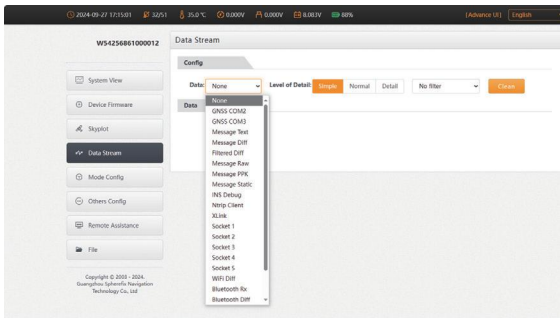 2024-09-27 17:15:01 32/51 35.0 °C 0.000V 0.000V 8.083V 88% [Advance UI] English
W54256861000012
Data Stream
Config
System View
Data: None Level of Detail: Simple Normal Detail No filter Clean
Data
None
GNSS COM2
GNSS COM3
Message Text
Message Diff
Filtered Diff
Message Raw
Message PPK
Message Static
INS Debug
Ntrip Client
XLink
Socket 1
Socket 2
Socket 3
Socket 4
Socket 5
WiFi Diff
Bluetooth Rx
Bluetooth Diff
Device Firmware
Skyplot
Data Stream
Mode Config
Others Config
Remote Assistance
File
Copyright © 2003 - 2024.
Guangzhou Spherefix Navigation
Technology Co., Ltd